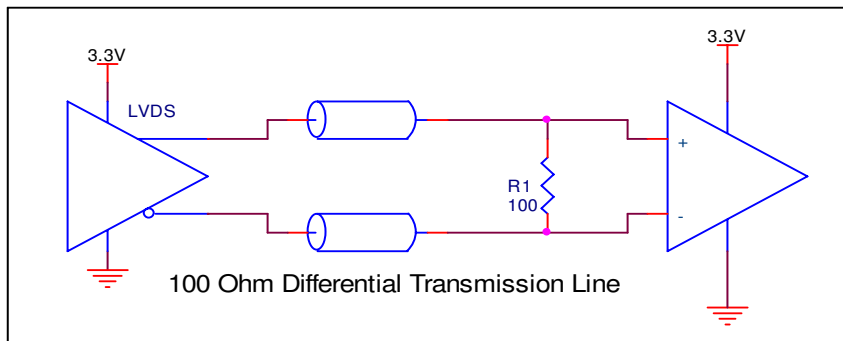 3.3V
3.3V
LVDS
+
R1
100
-
100 Ohm Differential Transmission Line